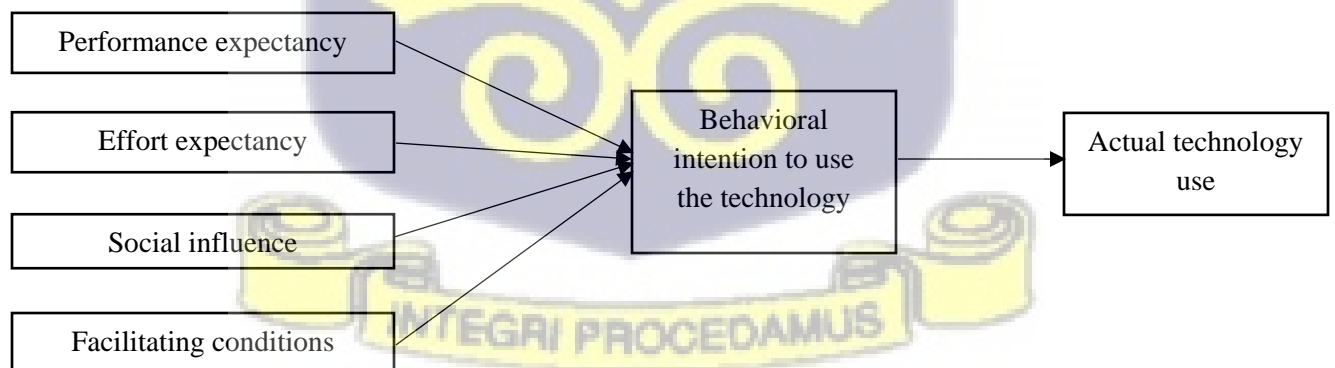 Performance expectancy
Effort expectancy
Social influence
Facilitating conditions
Behavioral
intention to use
the technology
Actual technology
use
INTEGRI PROCEDAMUS